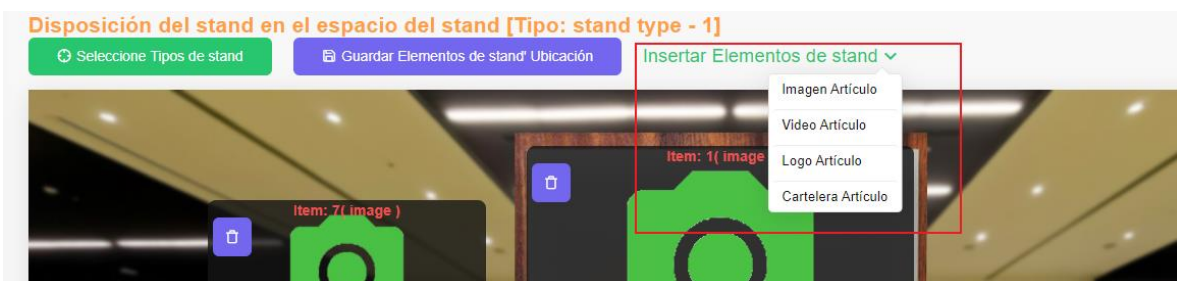 Disposición del stand en el espacio del stand [Tipo: stand type - 1]
Seleccione Tipos de stand
Guardar Elementos de stand' Ubicación
Insertar Elementos de stand
Imagen Artículo
Video Artículo
Logo Artículo
Cartelera Artículo
Item: 1( image
Item: 7( image )